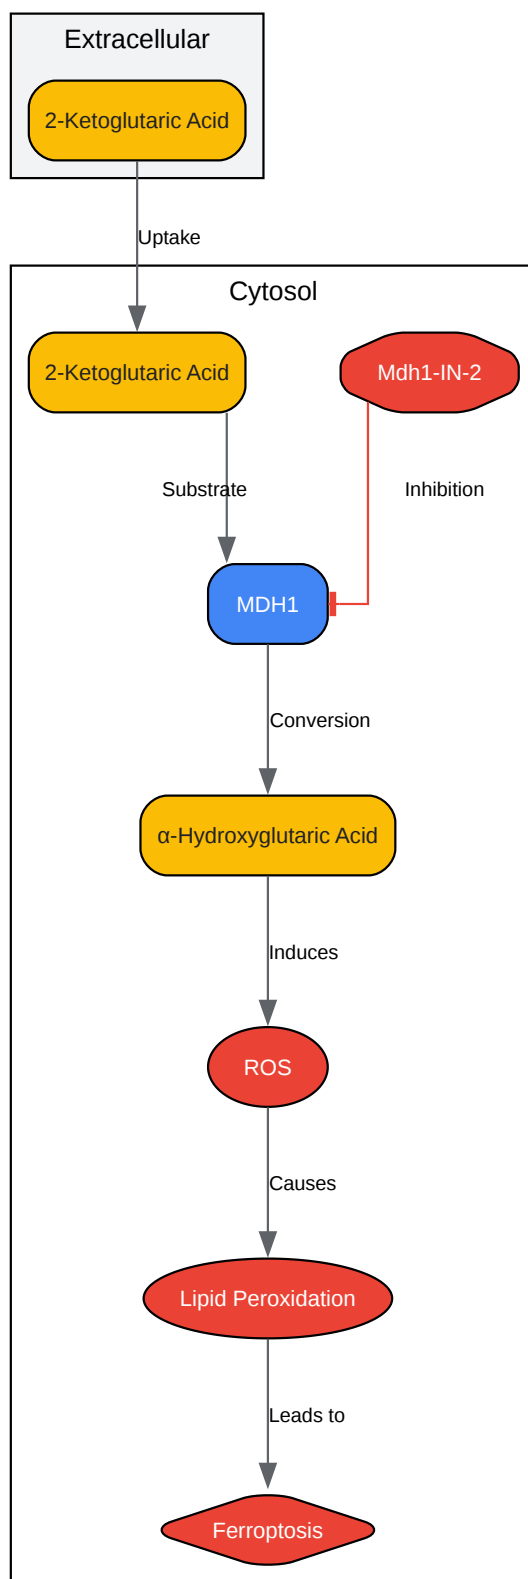 Extracellular
2-Ketoglutaric Acid
Uptake
Cytosol
2-Ketoglutaric Acid
Mdh1-IN-2
Substrate
Inhibition
MDH1
Conversion
α-Hydroxyglutaric Acid
Induces
ROS
Causes
Lipid Peroxidation
Leads to
Ferroptosis